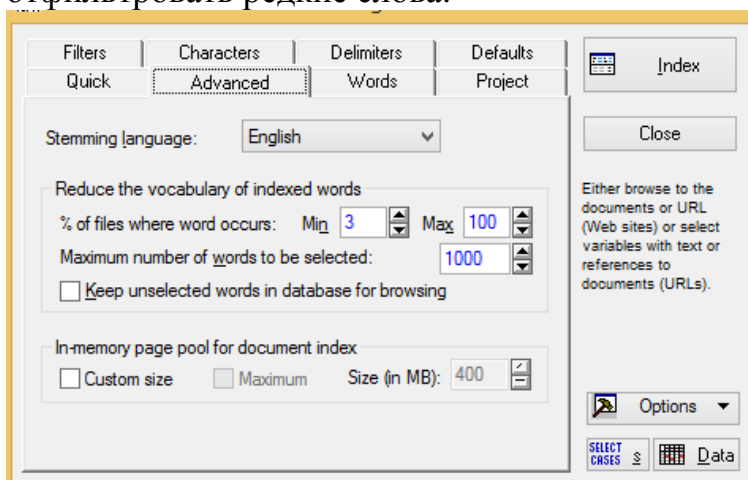 отфильтровать редкие слова.
Filters Characters Delimiters Defaults
Quick Advanced Words Project
Stemming language: English
Reduce the vocabulary of indexed words
% of files where word occurs: Min 3 Max 100
Maximum number of words to be selected: 1000
Keep unselected words in database for browsing
In-memory page pool for document index
Custom size Maximum Size (in MB): 400
Index
Close
Either browse to the
documents or URL
(Web sites) or select
variables with text or
references to
documents (URLs).
Options
SELECT
CASES S Data